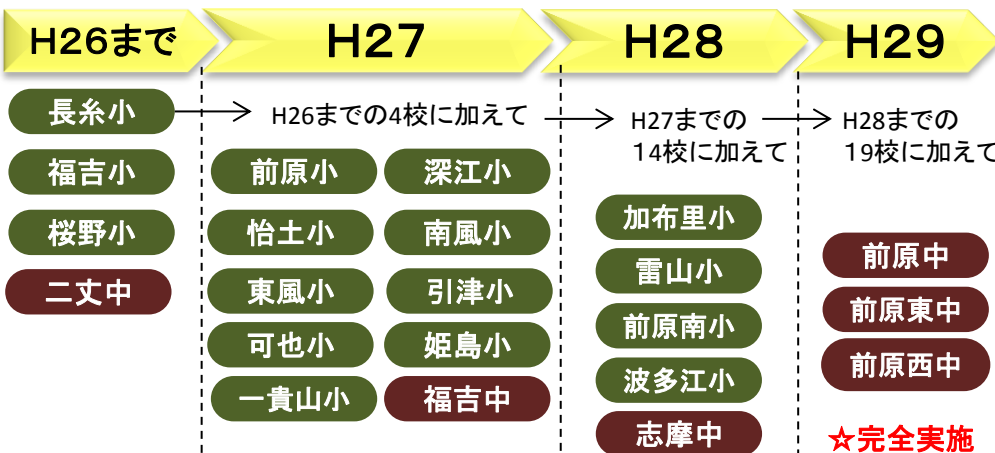 H26まで
長糸小
福吉小
桜野小
二丈中
H27
H26までの4校に加えて
前原小
深江小
怡土小
南風小
東風小
引津小
可也小
姫島小
一貴山小
福吉中
H28
H27までの
14校に加えて
加布里小
雷山小
前原南小
波多江小
志摩中
H29
H28までの
19校に加えて
前原中
前原東中
前原西中
☆完全実施